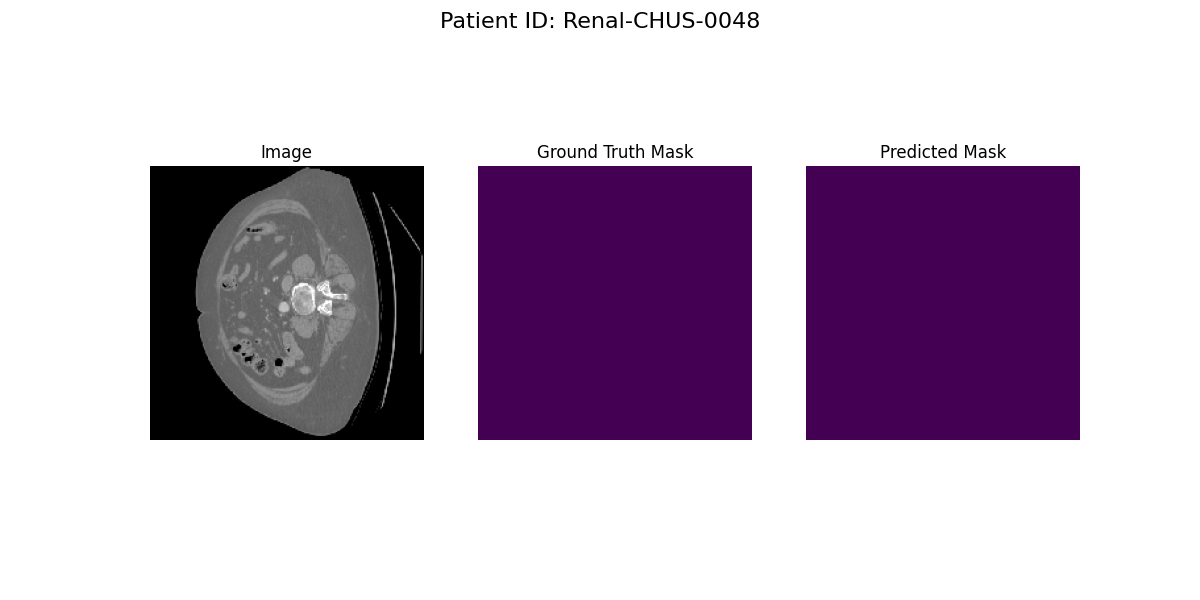 Patient ID: Renal-CHUS-0048
Image
Ground Truth Mask
Predicted Mask